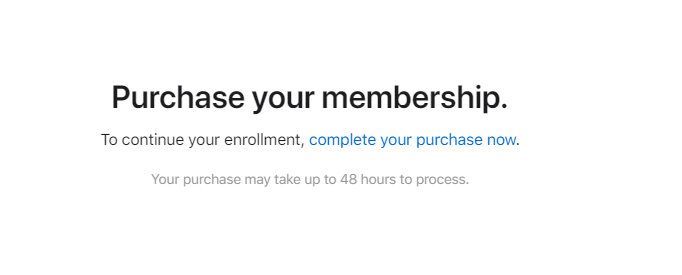 Purchase your membership.
To continue your enrollment, complete your purchase now.
Your purchase may take up to 48 hours to process.